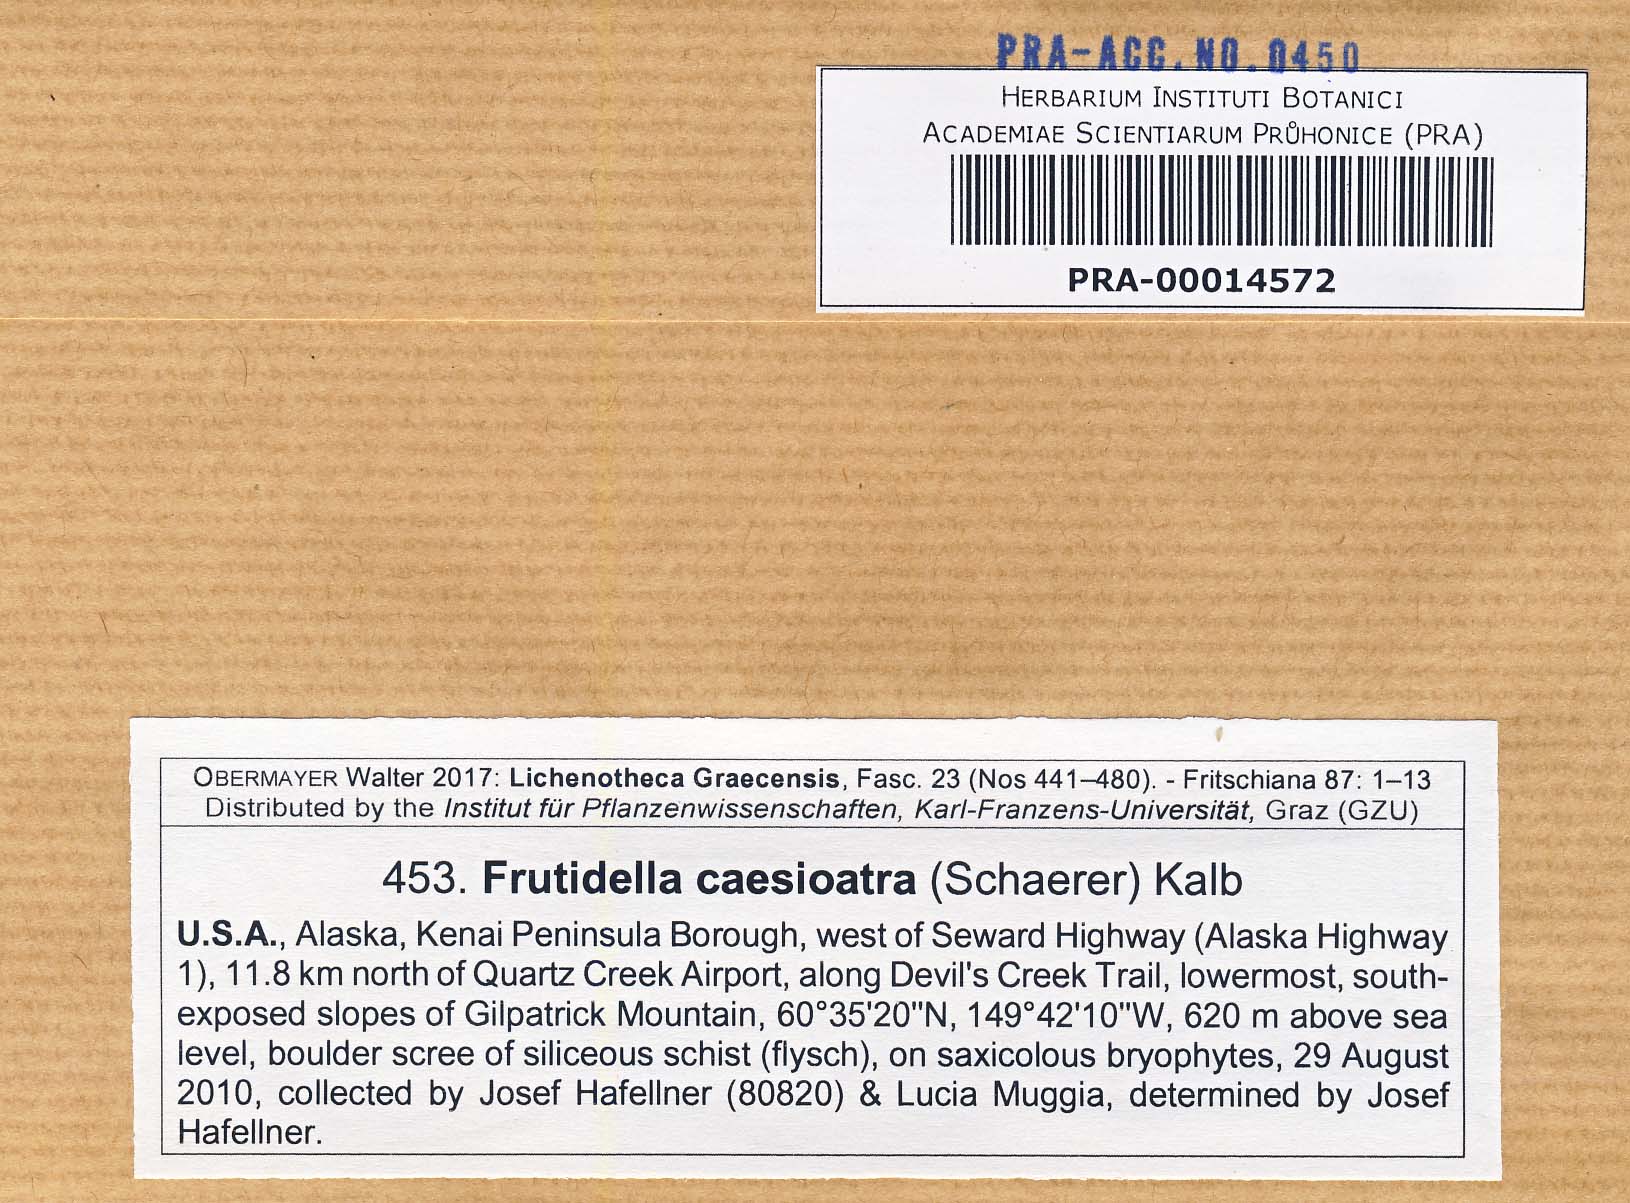 PRA-ACC.NO.0450
HERBARIUM INSTITUTI BOTANICI
ACADEMIAE SCIENTIARUM PRŮHONICE (PRA)
PRA-00014572
OBERMAYER Walter 2017: Lichenotheca Graecensis, Fasc. 23 (Nos 441–480). - Fritschiana 87: 1–13
Distributed by the Institut für Pflanzenwissenschaften, Karl-Franzens-Universität, Graz (GZU)
453. Frutidella caesioatra (Schaerer) Kalb
U.S.A., Alaska, Kenai Peninsula Borough, west of Seward Highway (Alaska Highway
1), 11.8 km north of Quartz Creek Airport, along Devil's Creek Trail, lowermost, south-
exposed slopes of Gilpatrick Mountain, 60°35'20"N, 149°42'10"W, 620 m above sea
level, boulder scree of siliceous schist (flysch), on saxicolous bryophytes, 29 August
2010, collected by Josef Hafellner (80820) & Lucia Muggia, determined by Josef
Hafellner.